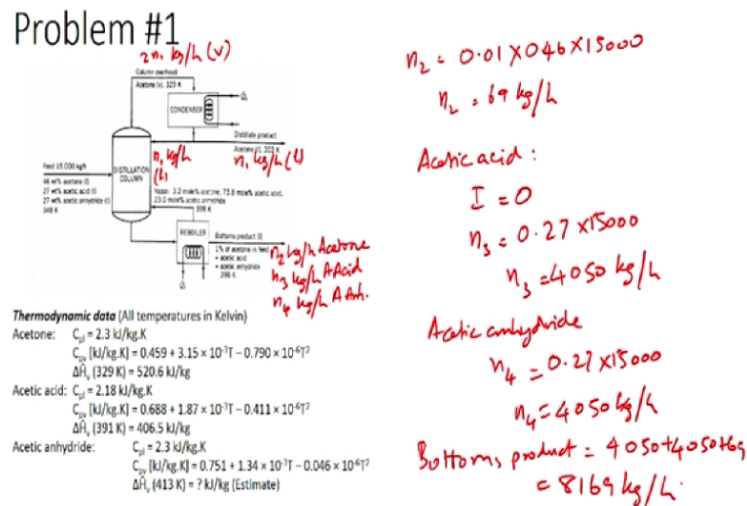 Problem #1
2n₁ kg/h (v)
Column overhead
Acetone (v), 329 K
CONDENSER
Distillate product
Acetone (l), 303 K
n₁ kg/h (l)
n₁ kg/h
(l)
Feed 15,000 kg/h
46 wt% acetone (l)
27 wt% acetic acid (l)
27 wt% acetic anhydride (l)
348 K
DISTILLATION
COLUMN
Vapor: 3.2 mole% acetone, 73.8 mole% acetic acid,
23.0 mole% acetic anhydride
398 K
REBOILER
Bottoms product (l)
1% of acetone in feed
+ acetic acid
+ acetic anhydride
398 K
n₂ kg/h Acetone
n₃ kg/h A Acid
n₄ kg/h A Anh.
Thermodynamic data (All temperatures in Kelvin)
Acetone: Cpl = 2.3 kJ/kg.K
Cpv [kJ/kg.K] = 0.459 + 3.15 × 10⁻³T – 0.790 × 10⁻⁶T²
ΔĤv (329 K) = 520.6 kJ/kg
Acetic acid: Cpl = 2.18 kJ/kg.K
Cpv [kJ/kg.K] = 0.688 + 1.87 × 10⁻³T – 0.411 × 10⁻⁶T²
ΔĤv (391 K) = 406.5 kJ/kg
Acetic anhydride: Cpl = 2.3 kJ/kg.K
Cpv [kJ/kg.K] = 0.751 + 1.34 × 10⁻³T – 0.046 × 10⁻⁶T²
ΔĤv (413 K) = ? kJ/kg (Estimate)
n₂ = 0.01 × 0.46 × 15000
n₂ = 69 kg/h
Acetic acid :
I = 0
n₃ = 0.27 × 15000
n₃ = 4050 kg/h
Acetic anhydride
n₄ = 0.27 × 15000
n₄ = 4050 kg/h
Bottoms product = 4050+4050+69
= 8169 kg/h.